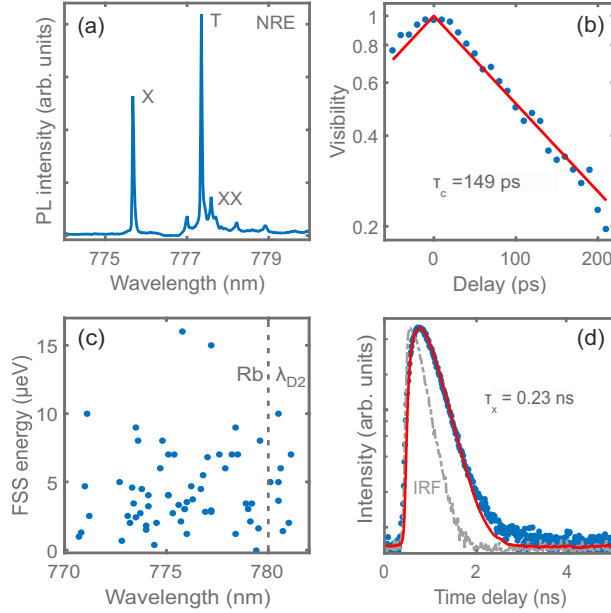 (a)
T
NRE
X
XX
PL intensity (arb. units)
775
777
779
Wavelength (nm)
(b)
1
0.8
0.4
0.2
Visibility
τc =149 ps
0
100
200
Delay (ps)
(c)
Rb
λD2
15
10
5
0
FSS energy (μeV)
770
775
780
Wavelength (nm)
(d)
τx = 0.23 ns
IRF
Intensity (arb. units)
0
2
4
Time delay (ns)